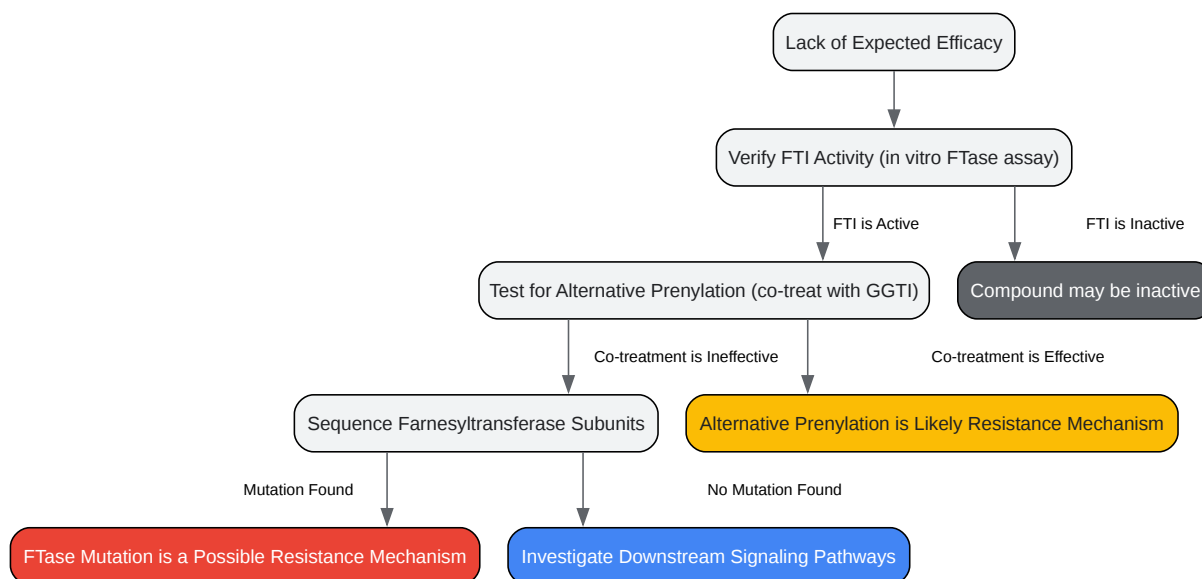 Lack of Expected Efficacy
Verify FTI Activity (in vitro FTase assay)
FTI is Active
FTI is Inactive
Test for Alternative Prenylation (co-treat with GGTI)
Compound may be inactive
Co-treatment is Ineffective
Co-treatment is Effective
Sequence Farnesyltransferase Subunits
Alternative Prenylation is Likely Resistance Mechanism
Mutation Found
No Mutation Found
FTase Mutation is a Possible Resistance Mechanism
Investigate Downstream Signaling Pathways